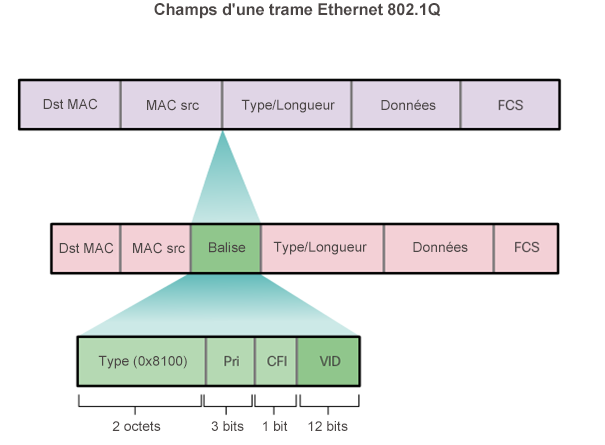 Champs d'une trame Ethernet 802.1Q
Dst MAC MAC src Type/Longueur Données FCS
Dst MAC MAC src Balise Type/Longueur Données FCS
Type (0x8100) Pri CFI VID
2 octets 3 bits 1 bit 12 bits